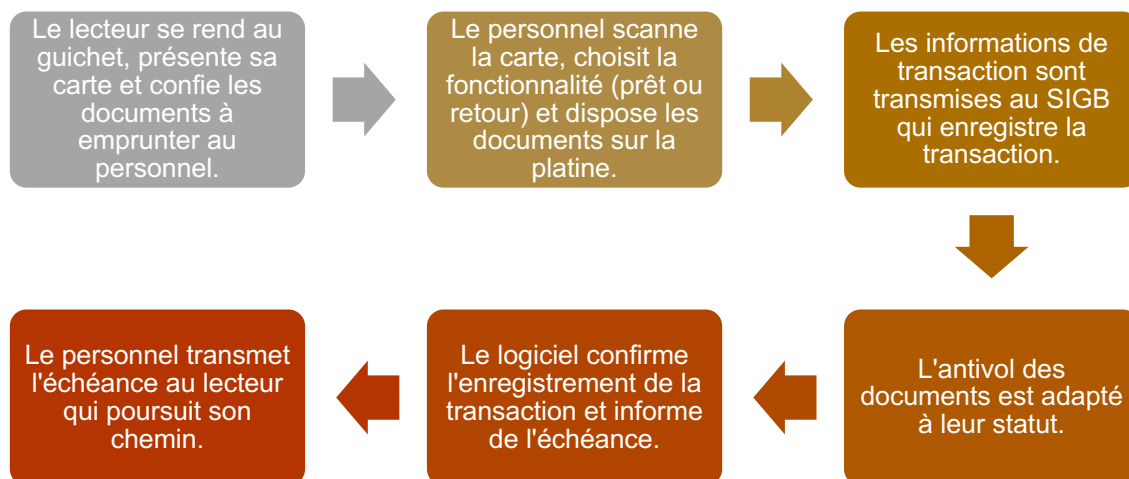 Le lecteur se rend au
guichet, présente sa
carte et confie les
documents à
emprunter au
personnel.
Le personnel scanne
la carte, choisit la
fonctionnalité (prêt ou
retour) et dispose les
documents sur la
platine.
Les informations de
transaction sont
transmises au SIGB
qui enregistre la
transaction.
L'antivol des
documents est adapté
à leur statut.
Le logiciel confirme
l'enregistrement de la
transaction et informe
de l'échéance.
Le personnel transmet
l'échéance au lecteur
qui poursuit son
chemin.